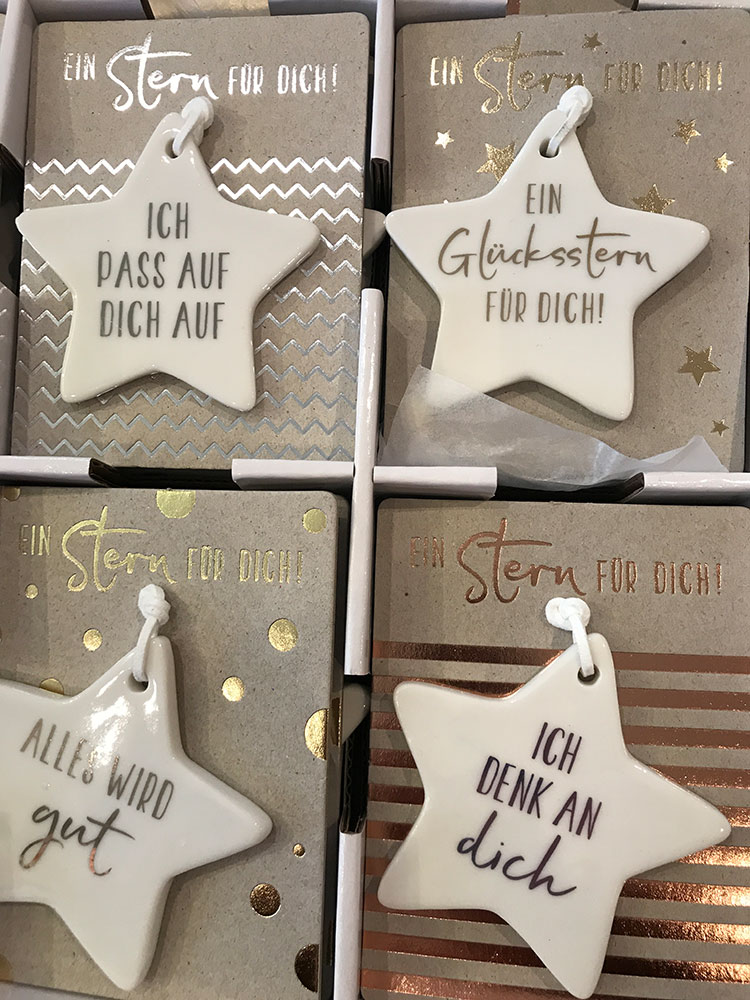 EIN Stern FÜR DICH!
ICH
PASS AUF
DICH AUF
EIN Stern FÜR DICH!
EIN
Glücksstern
FÜR DICH!
EIN Stern FÜR DICH!
ALLES WIRD
gut
EIN Stern FÜR DICH!
ICH
DENK AN
dich